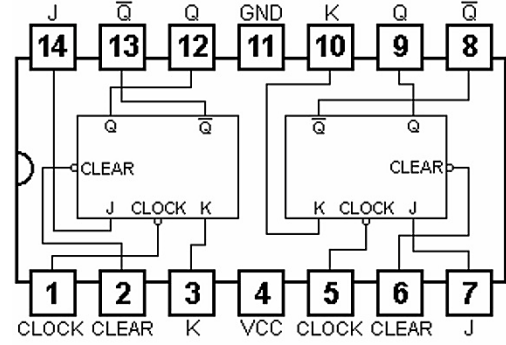 J Q̅ Q GND K Q Q̅
14 13 12 11 10 9 8
Q Q̅ Q̅ Q
CLEAR CLEAR
J CLOCK K K CLOCK J
1 2 3 4 5 6 7
CLOCK CLEAR K VCC CLOCK CLEAR J